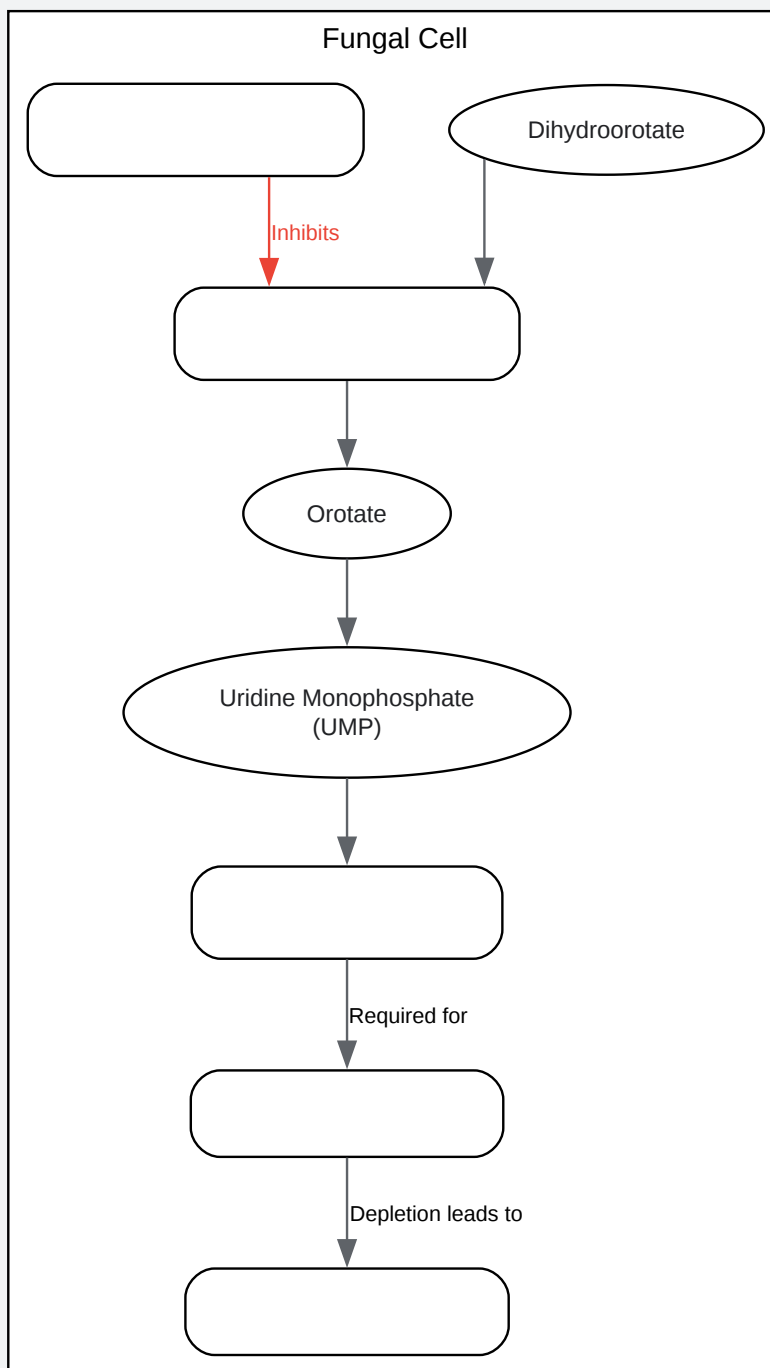 Fungal Cell
Dihydroorotate
Inhibits
Orotate
Uridine Monophosphate
(UMP)
Required for
Depletion leads to